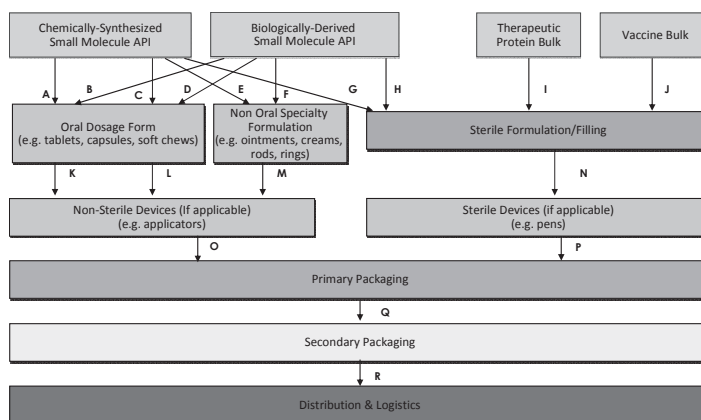 Chemically-Synthesized
Small Molecule API
Biologically-Derived
Small Molecule API
Therapeutic
Protein Bulk
Vaccine Bulk
A
B
C
D
E
F
G
H
I
J
Oral Dosage Form
(e.g. tablets, capsules, soft chews)
Non Oral Specialty
Formulation
(e.g. ointments, creams,
rods, rings)
Sterile Formulation/Filling
K
L
M
N
Non-Sterile Devices (If applicable)
(e.g. applicators)
Sterile Devices (if applicable)
(e.g. pens)
O
P
Primary Packaging
Q
Secondary Packaging
R
Distribution & Logistics